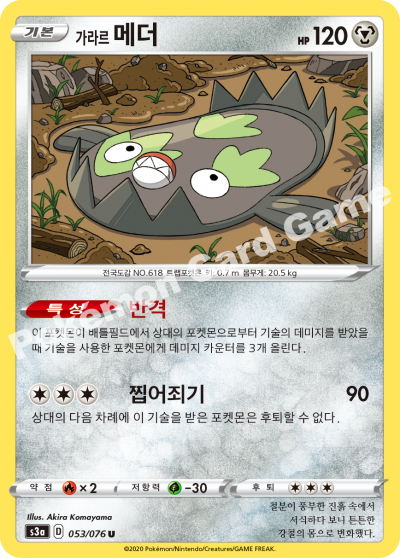 기본 가라르 메더 HP 120
전국도감 NO.618 트랩포켓몬 키: 0.7 m 몸무게: 20.5 kg
특성 반격
이 포켓몬이 배틀필드에서 상대의 포켓몬으로부터 기술의 데미지를 받았을
때 기술을 사용한 포켓몬에게 데미지 카운터를 3개 올린다.
찝어죄기 90
상대의 다음 차례에 이 기술을 받은 포켓몬은 후퇴할 수 없다.
약점 ×2 저항력 -30 후퇴
Illus. Akira Komayama
s3a D 053/076 U
철분이 풍부한 진흙 속에서
서식하다 보니 튼튼한
강철의 몸으로 변화했다.
©2020 Pokémon/Nintendo/Creatures/GAME FREAK.
Pokémon Card Game